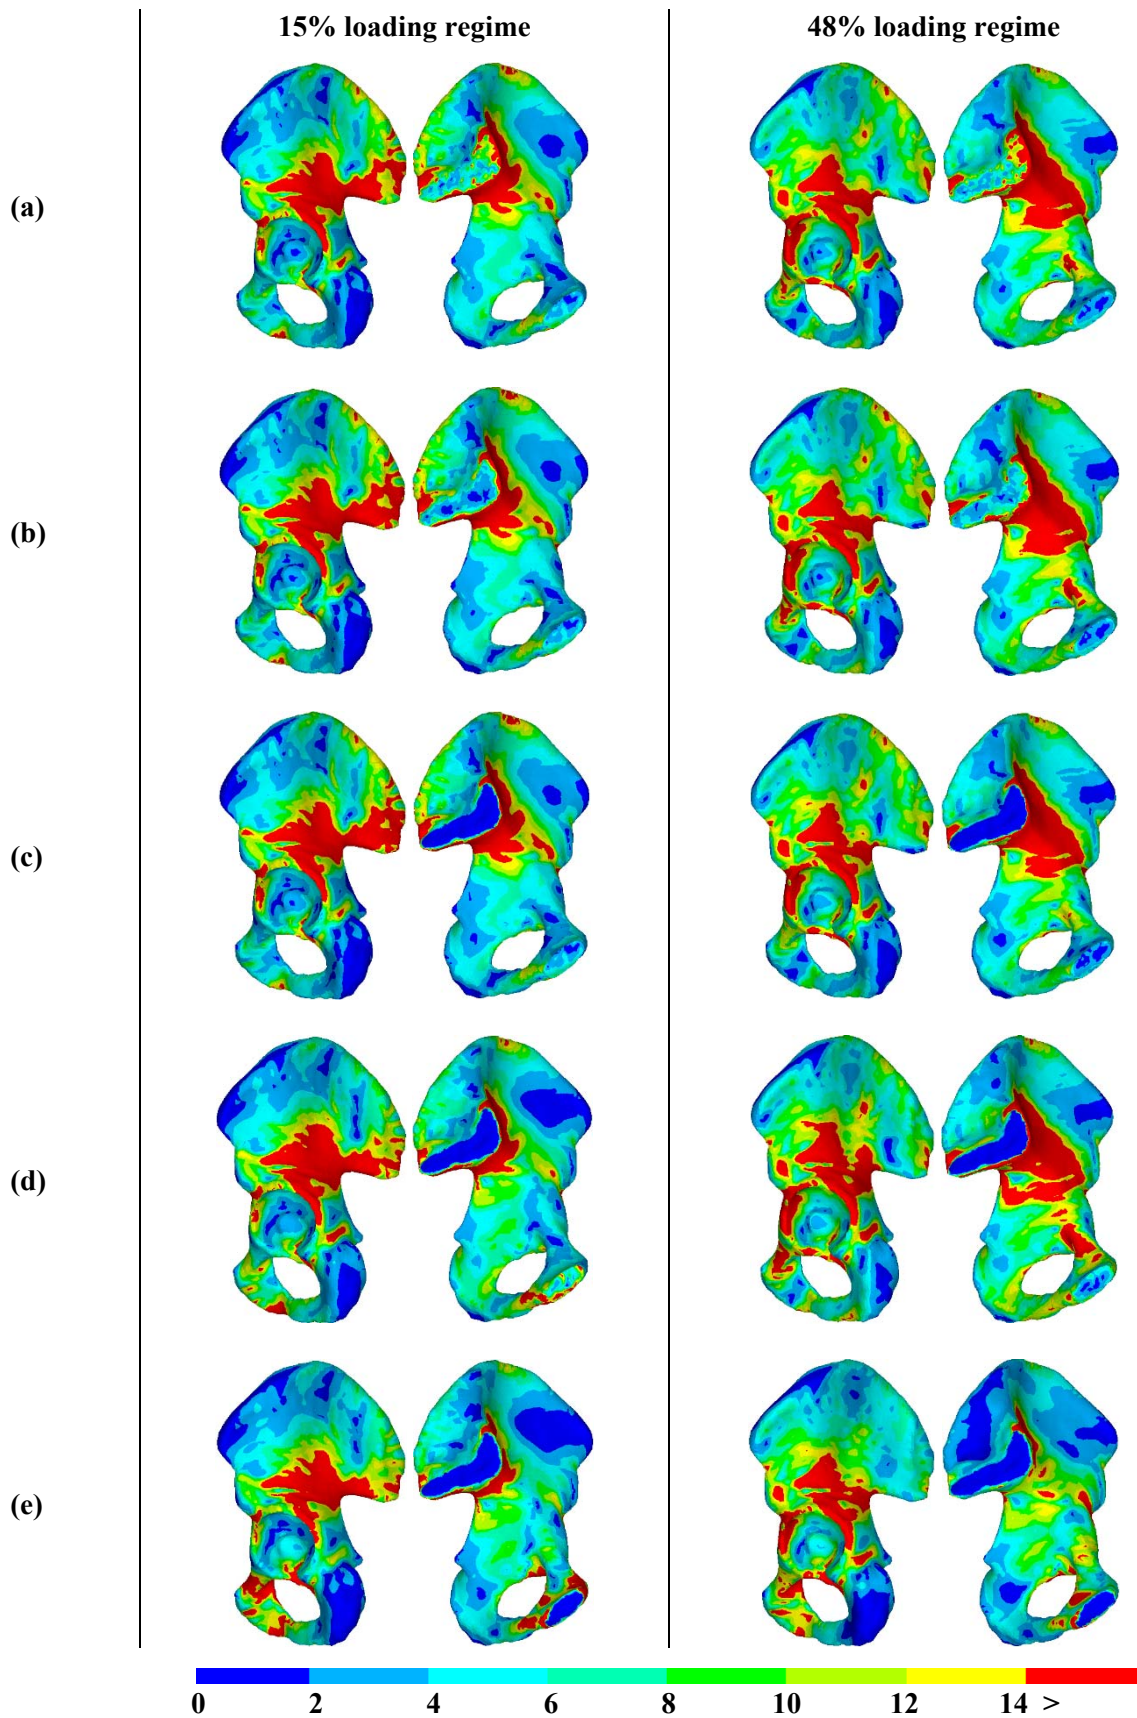 15% loading regime 48% loading regime
(a)
(b)
(c)
(d)
(e)
0 2 4 6 8 10 12 14 >